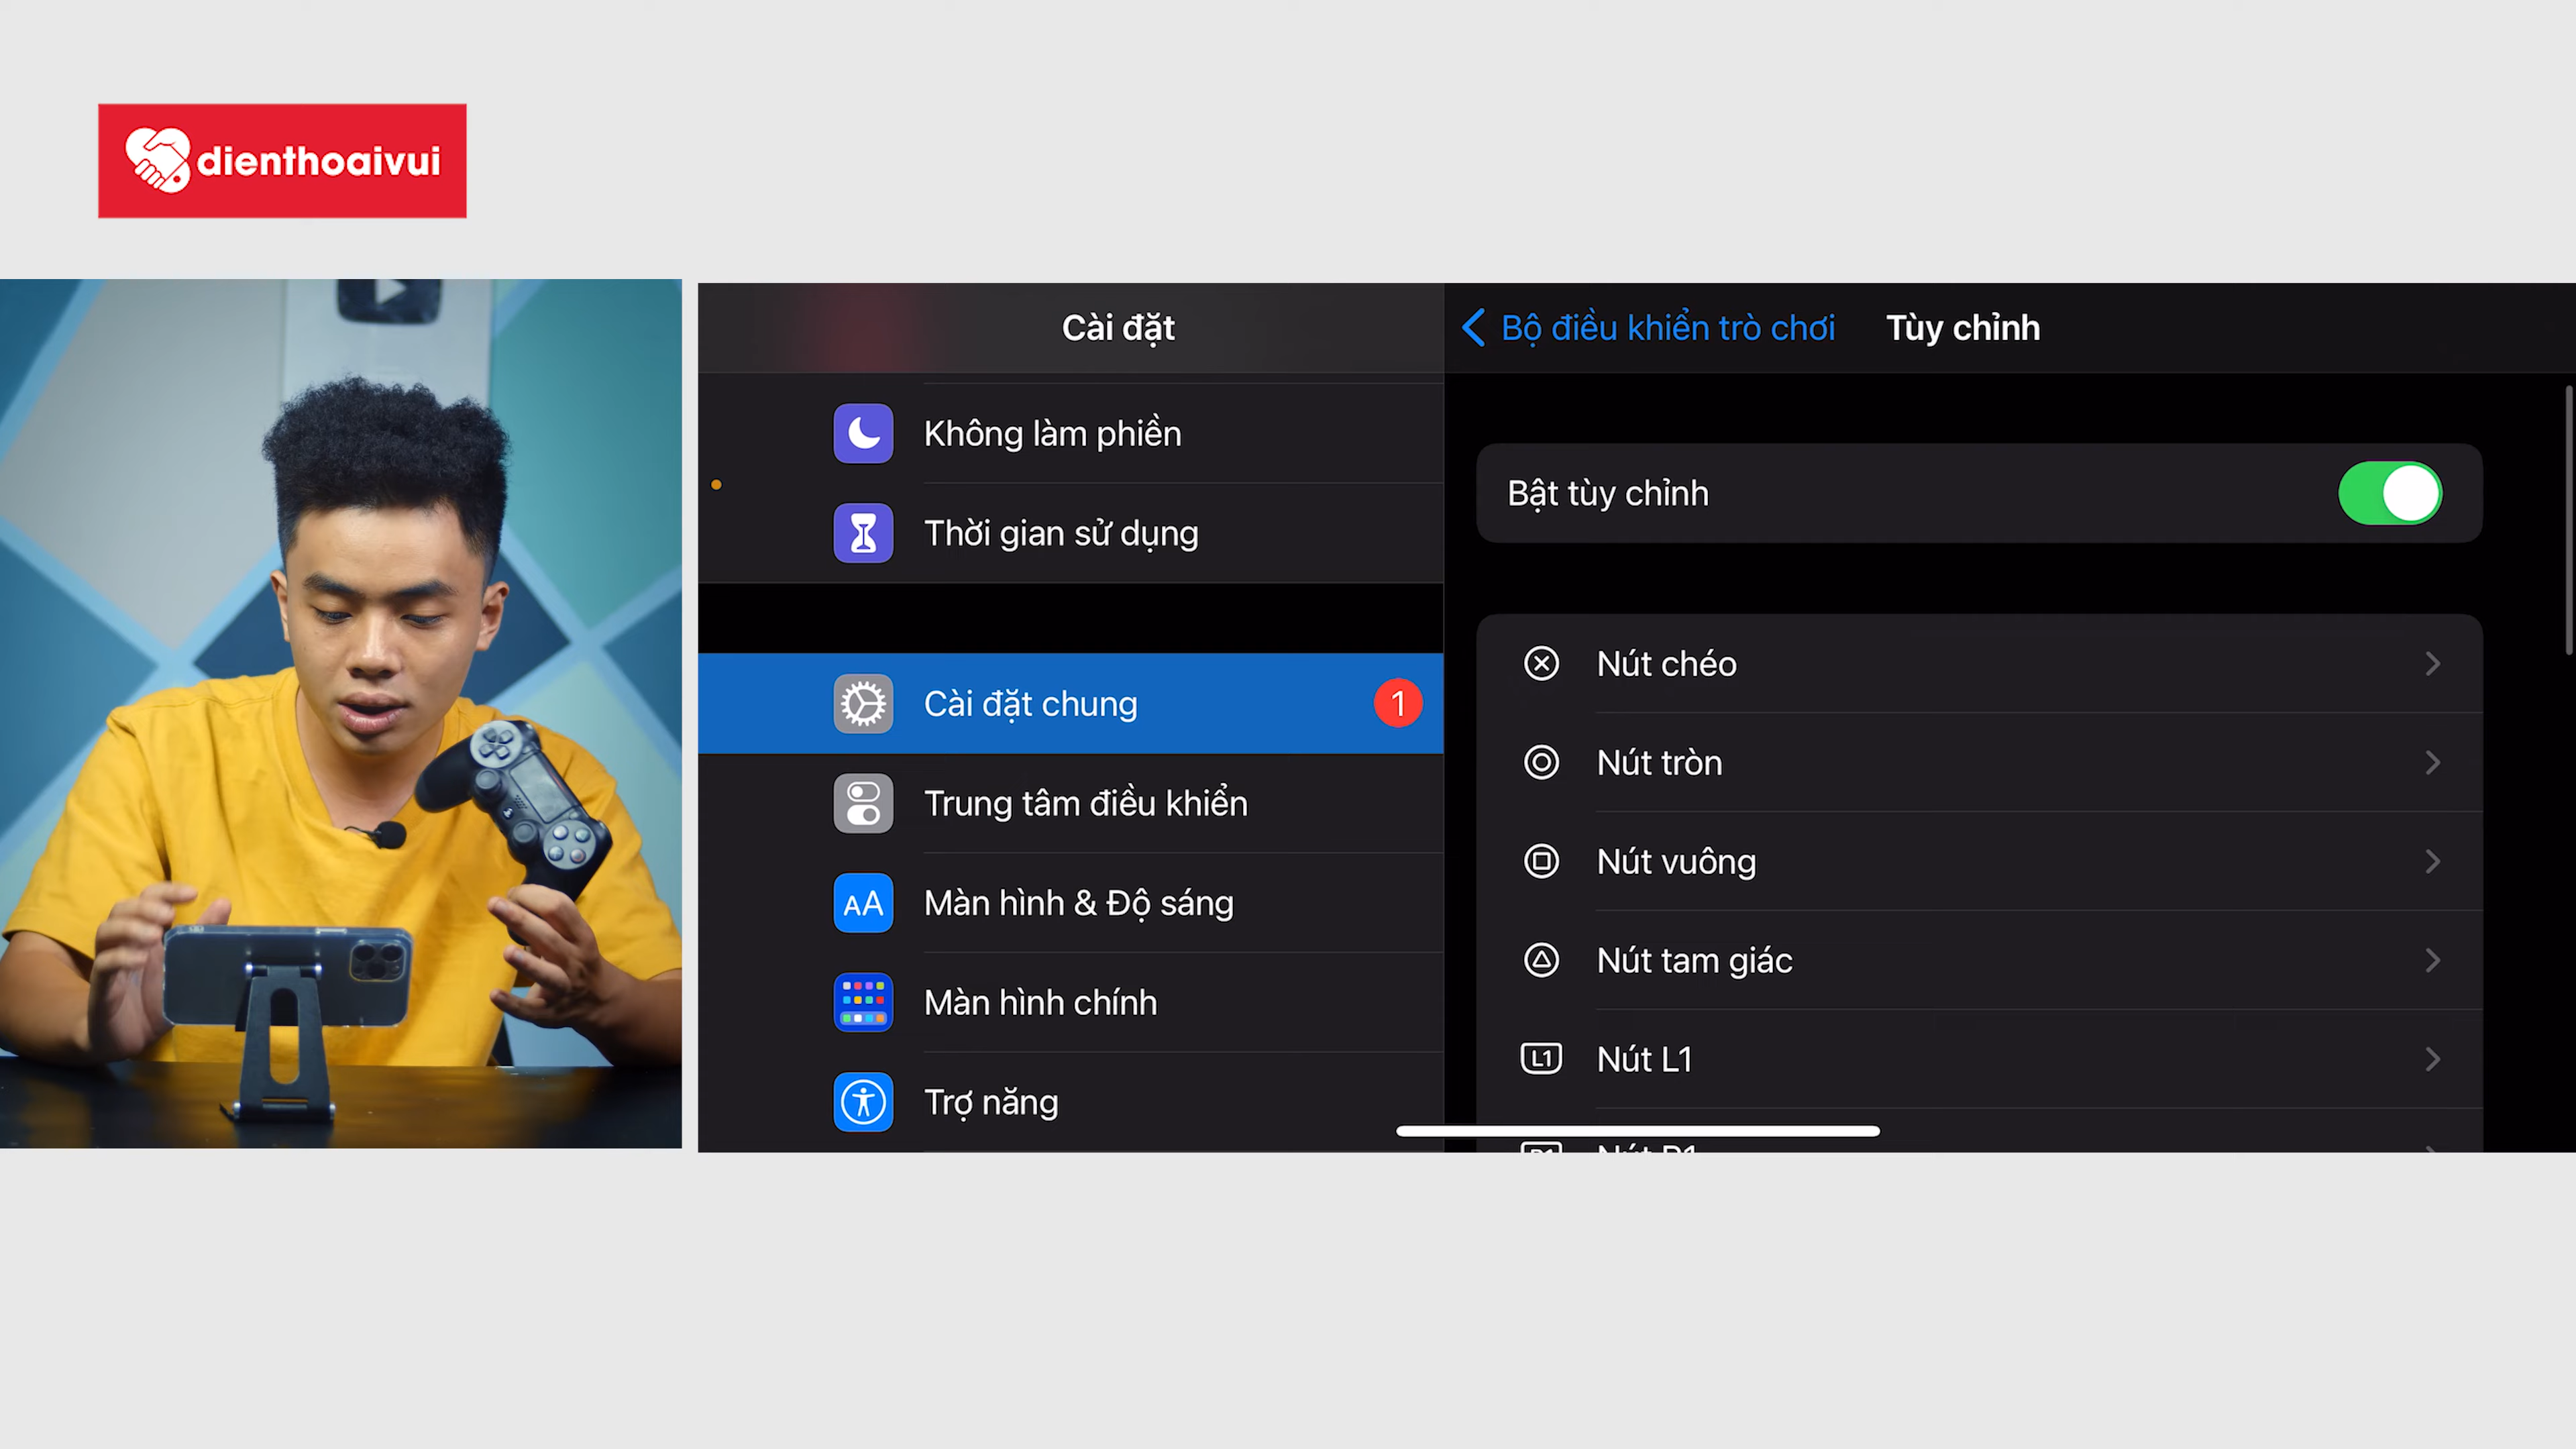 dienthoaivui
Cài đặt
Không làm phiền
Thời gian sử dụng
Cài đặt chung
1
Trung tâm điều khiển
AA Màn hình & Độ sáng
Màn hình chính
Trợ năng
Bộ điều khiển trò chơi
Tùy chỉnh
Bật tùy chỉnh
Nút chéo
Nút tròn
Nút vuông
Nút tam giác
L1 Nút L1